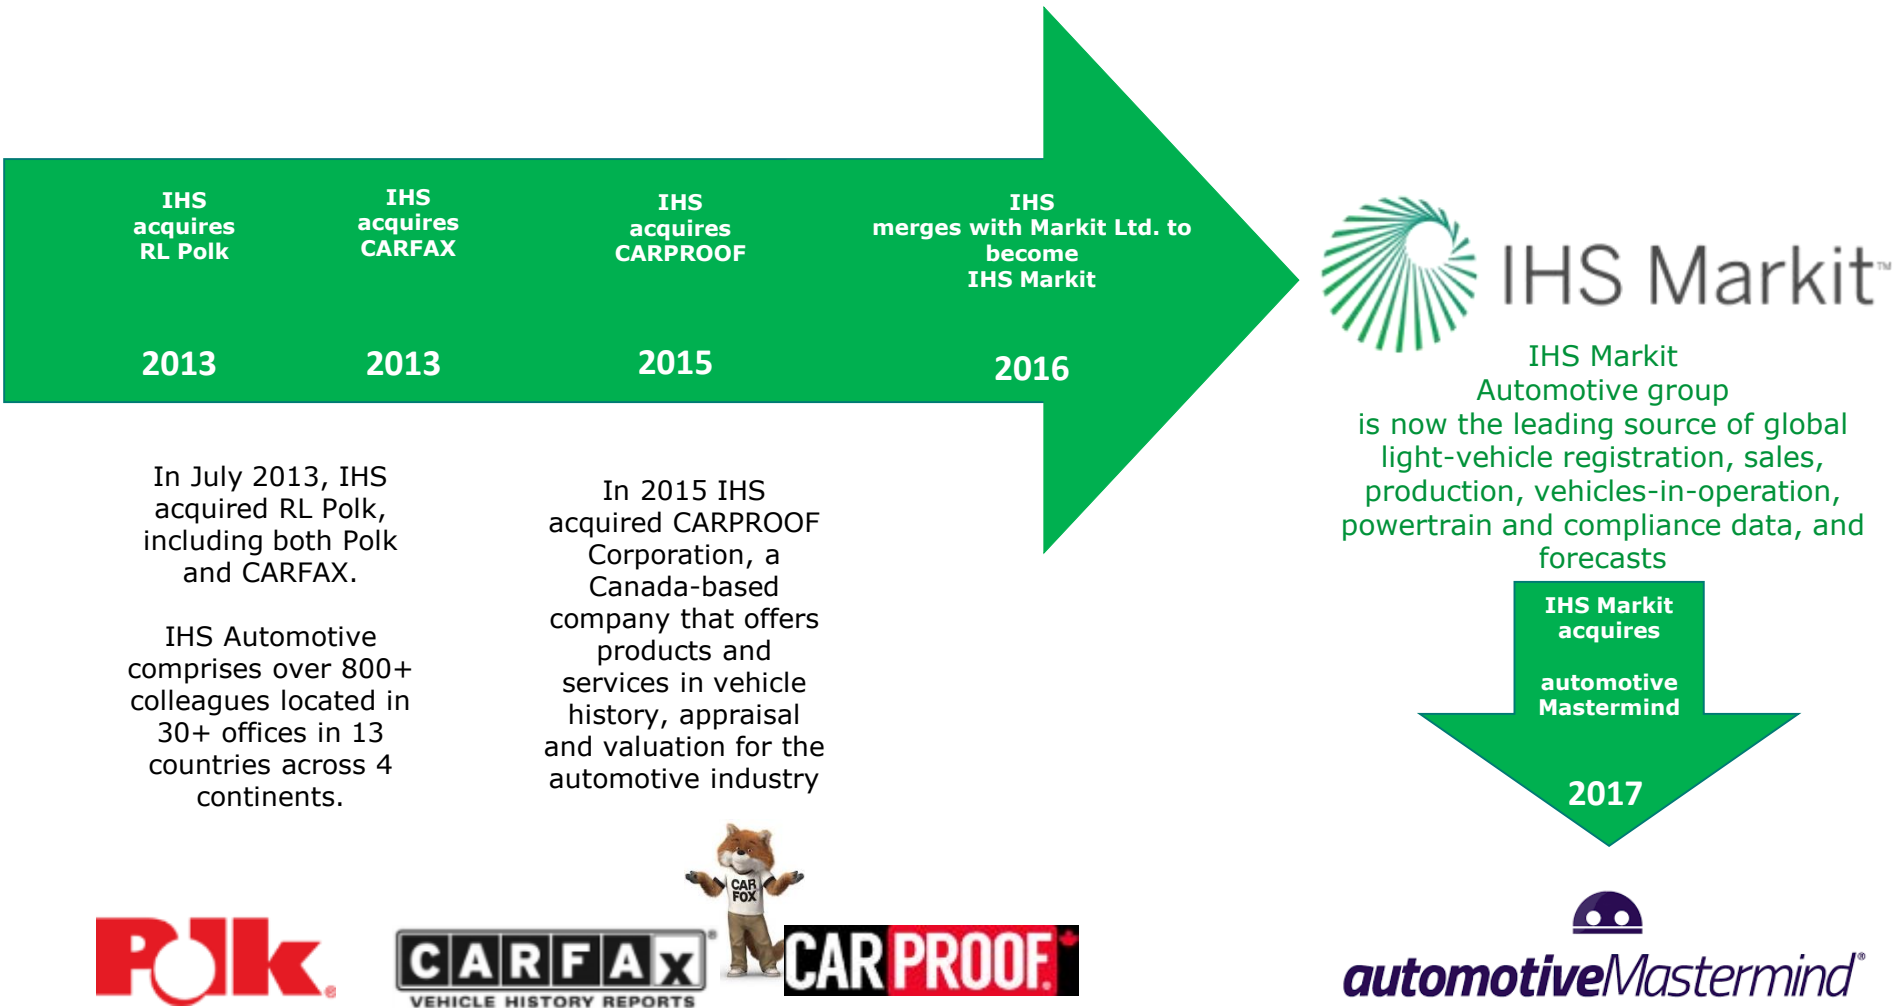 IHS
acquires
RL Polk
2013
IHS
acquires
CARFAX
2013
IHS
acquires
CARPROOF
2015
IHS
merges with Markit Ltd. to
become
IHS Markit
2016
IHS Markit™
IHS Markit
Automotive group
is now the leading source of global
light-vehicle registration, sales,
production, vehicles-in-operation,
powertrain and compliance data, and
forecasts
In July 2013, IHS
acquired RL Polk,
including both Polk
and CARFAX.
IHS Automotive
comprises over 800+
colleagues located in
30+ offices in 13
countries across 4
continents.
In 2015 IHS
acquired CARPROOF
Corporation, a
Canada-based
company that offers
products and
services in vehicle
history, appraisal
and valuation for the
automotive industry
IHS Markit
acquires
automotive
Mastermind
2017
Polk®
CARFAX®
VEHICLE HISTORY REPORTS
CAR
FOX
CARPROOF
automotiveMastermind®